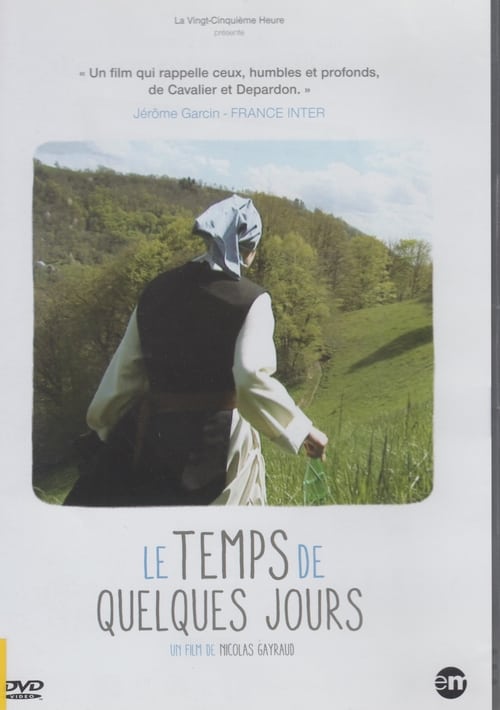 La Vingt-Cinquième Heure
présente
« Un film qui rappelle ceux, humbles et profonds,
de Cavalier et Depardon. »
Jérôme Garcin - FRANCE INTER
LE TEMPS DE
QUELQUES JOURS
UN FILM DE NICOLAS GAYRAUD
DVD
VIDEO
em